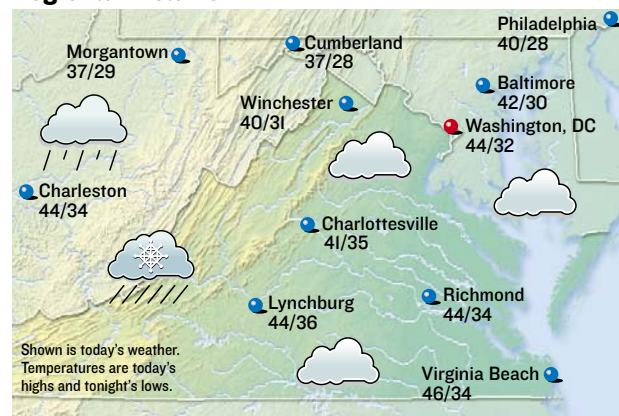 Philadelphia
40/28
Morgantown
37/29
Cumberland
37/28
Baltimore
42/30
Winchester
40/31
Washington, DC
44/32
Charleston
44/34
Charlottesville
41/35
Lynchburg
44/36
Richmond
44/34
Shown is today's weather.
Temperatures are today's
highs and tonight's lows.
Virginia Beach
46/34